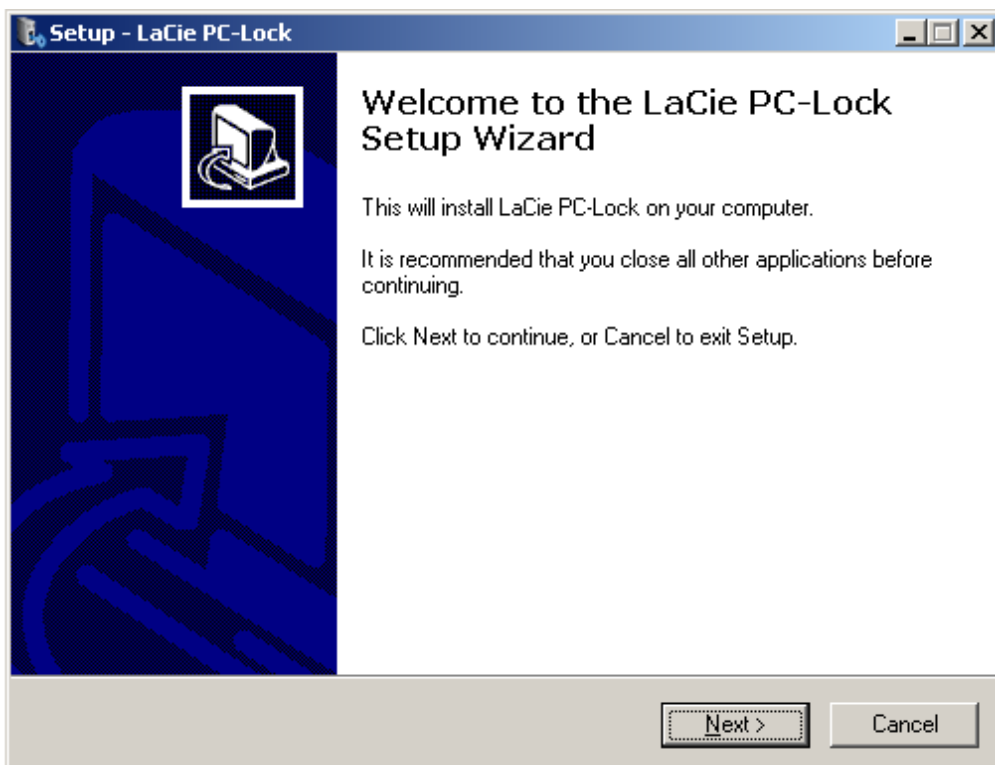 Setup - LaCie PC-Lock
Welcome to the LaCie PC-Lock
Setup Wizard
This will install LaCie PC-Lock on your computer.
It is recommended that you close all other applications before
continuing.
Click Next to continue, or Cancel to exit Setup.
Next >
Cancel